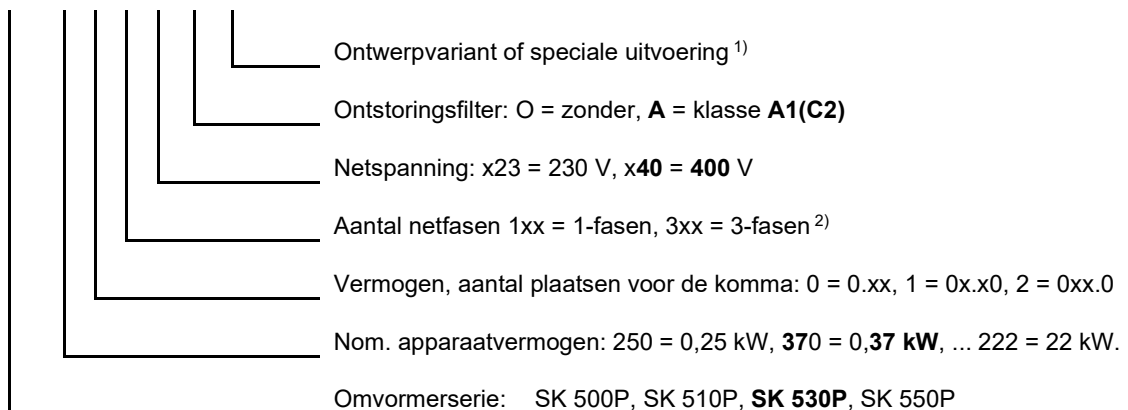 Ontwerpvariant of speciale uitvoering 1)
Ontstoringsfilter: O = zonder, A = klasse A1(C2)
Netspanning: x23 = 230 V, x40 = 400 V
Aantal netfasen 1xx = 1-fasen, 3xx = 3-fasen 2)
Vermogen, aantal plaatsen voor de komma: 0 = 0.xx, 1 = 0x.x0, 2 = 0xx.0
Nom. apparaatvermogen: 250 = 0,25 kW, 370 = 0,37 kW, ... 222 = 22 kW.
Omvormerserie: SK 500P, SK 510P, SK 530P, SK 550P